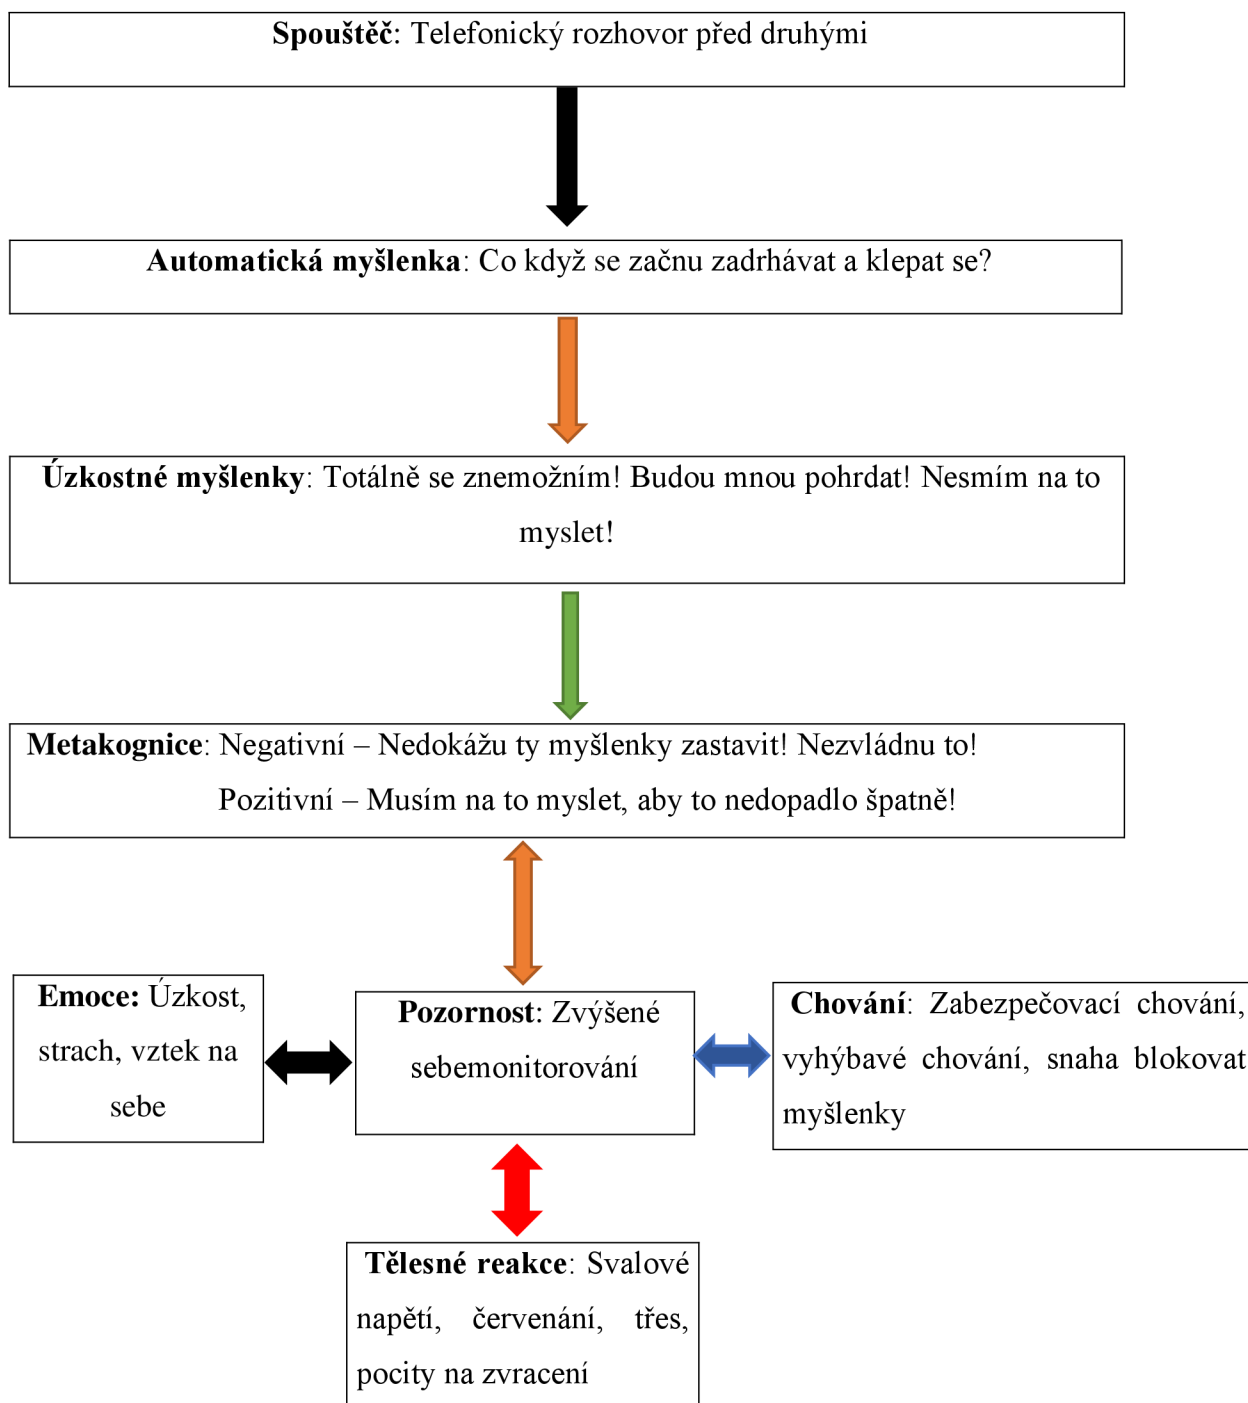 Spouštěč: Telefonický rozhovor před druhými
Automatická myšlenka: Co když se začnu zadrhávat a klepat se?
Úzkostné myšlenky: Totálně se znemožním! Budou mnou pohrdat! Nesmím na to
myslet!
Metakognice: Negativní – Nedokážu ty myšlenky zastavit! Nezvládnu to!
Pozitivní – Musím na to myslet, aby to nedopadlo špatně!
Emoce: Úzkost,
strach, vztek na
sebe
Pozornost: Zvýšené
sebemonitorování
Chování: Zabezpečovací chování,
vyhýbavé chování, snaha blokovat
myšlenky
Tělesné reakce: Svalové
napětí, červenání, třes,
pocity na zvracení